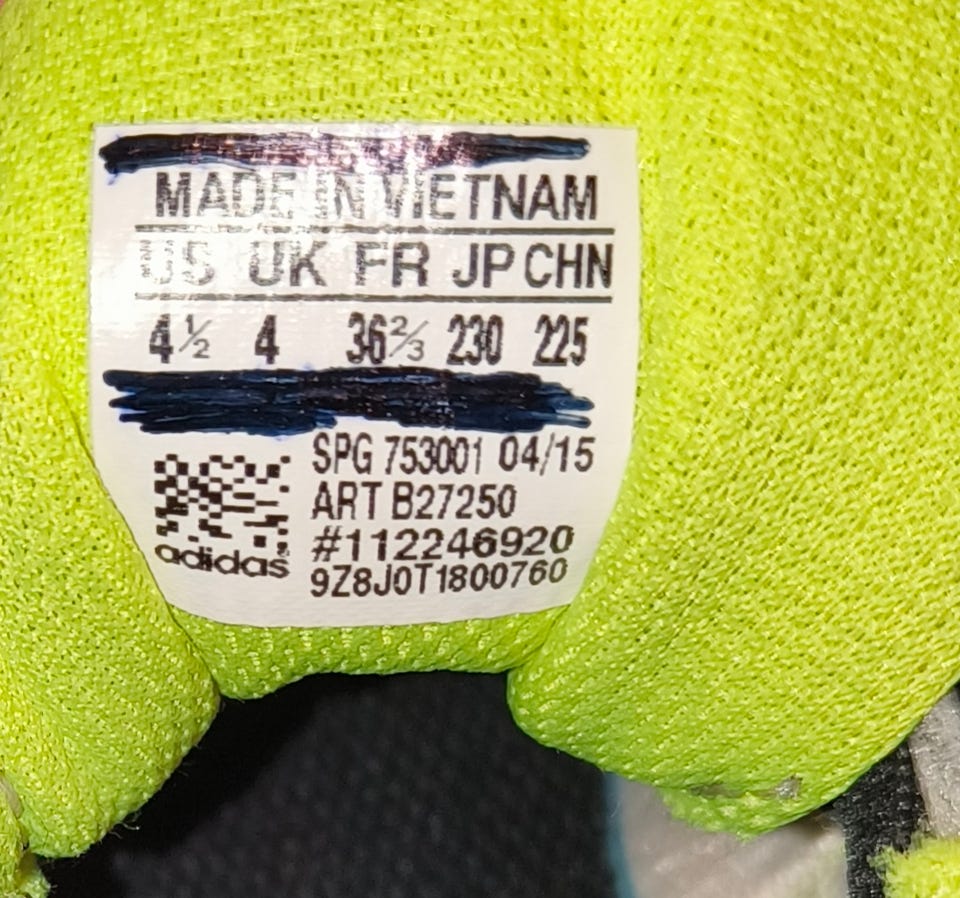 MADE IN VIETNAM
US UK FR JP CHN
4½ 4 36⅔ 230 225
SPG 753001 04/15
ART B27250
#112246920
adidas
9Z8J0T1800760